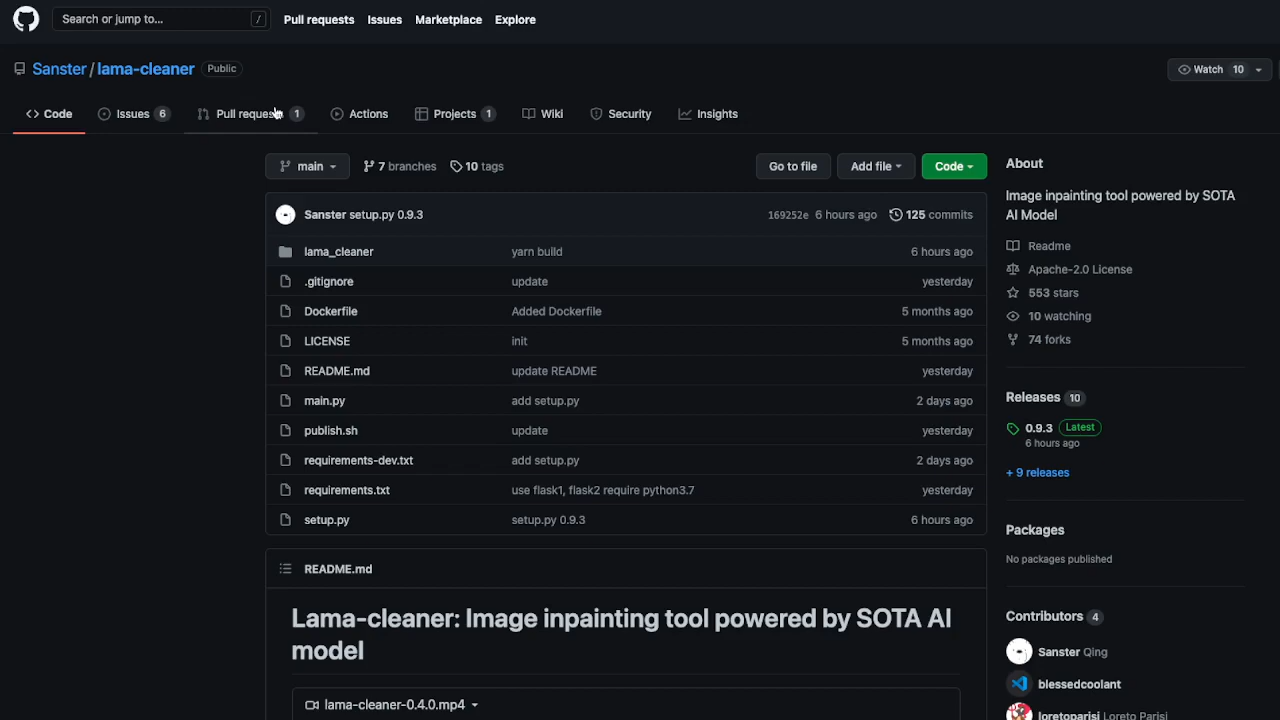 Search or jump to... /
Pull requests Issues Marketplace Explore
Sanster / lama-cleaner Public
Watch 10
Code Issues 6 Pull requests 1 Actions Projects 1 Wiki Security Insights
main 7 branches 10 tags Go to file Add file Code
Sanster setup.py 0.9.3 169252e 6 hours ago 125 commits
lama_cleaner yarn build 6 hours ago
.gitignore update yesterday
Dockerfile Added Dockerfile 5 months ago
LICENSE init 5 months ago
README.md update README yesterday
main.py add setup.py 2 days ago
publish.sh update yesterday
requirements-dev.txt add setup.py 2 days ago
requirements.txt use flask1, flask2 require python3.7 yesterday
setup.py setup.py 0.9.3 6 hours ago
README.md
Lama-cleaner: Image inpainting tool powered by SOTA AI
model
lama-cleaner-0.4.0.mp4
About
Image inpainting tool powered by SOTA
AI Model
Readme
Apache-2.0 License
553 stars
10 watching
74 forks
Releases 10
0.9.3 Latest
6 hours ago
+ 9 releases
Packages
No packages published
Contributors 4
Sanster Qing
blessedcoolant
loretoparisi Loreto Parisi